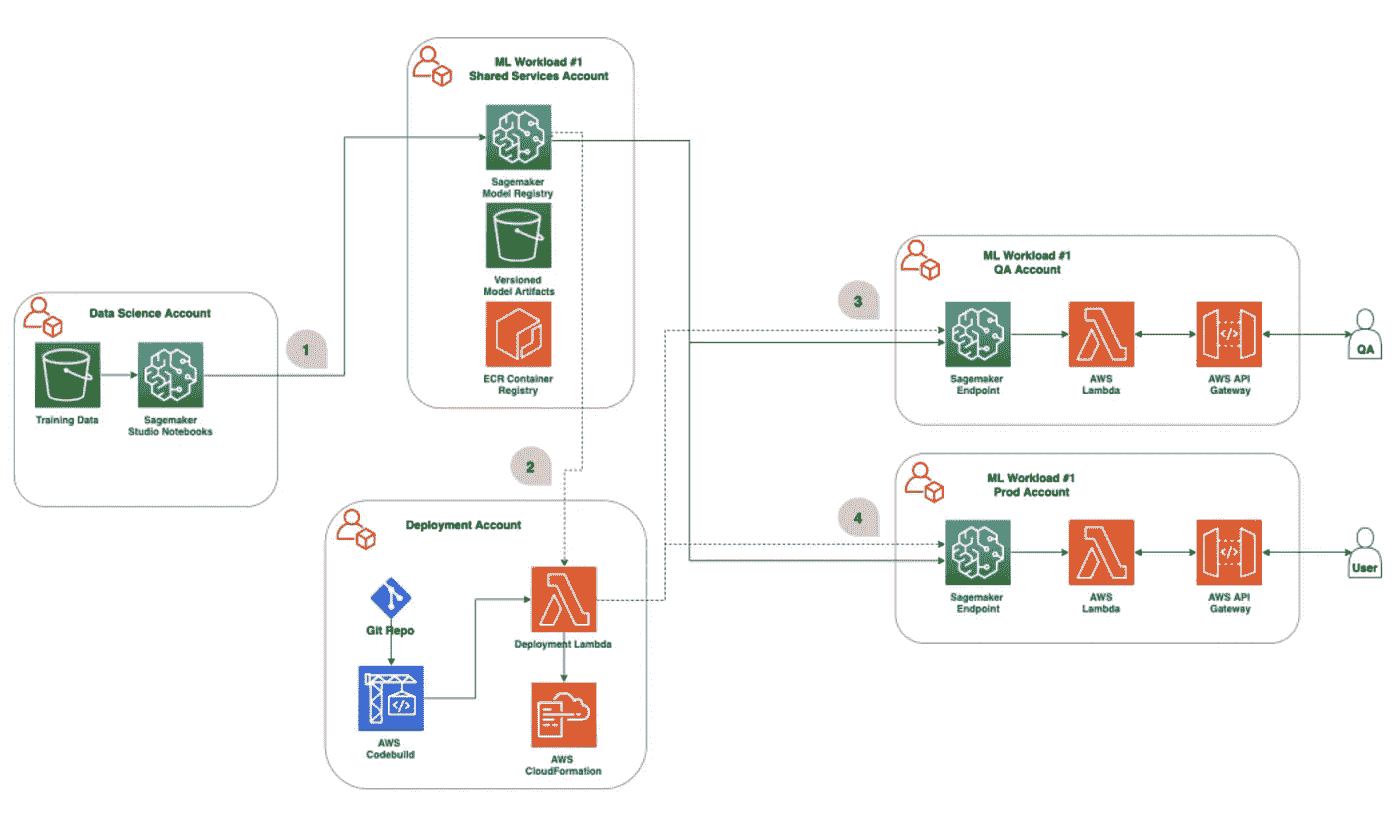 ML Workload #1
Shared Services Account
Sagemaker
Model Registry
Versioned
Model Artifacts
ECR Container
Registry
Data Science Account
Training Data
Sagemaker
Studio Notebooks
1
2
Deployment Account
Git Repo
AWS
Codebuild
Deployment Lambda
AWS
CloudFormation
3
ML Workload #1
QA Account
Sagemaker
Endpoint
AWS
Lambda
AWS API
Gateway
QA
4
ML Workload #1
Prod Account
Sagemaker
Endpoint
AWS
Lambda
AWS API
Gateway
User